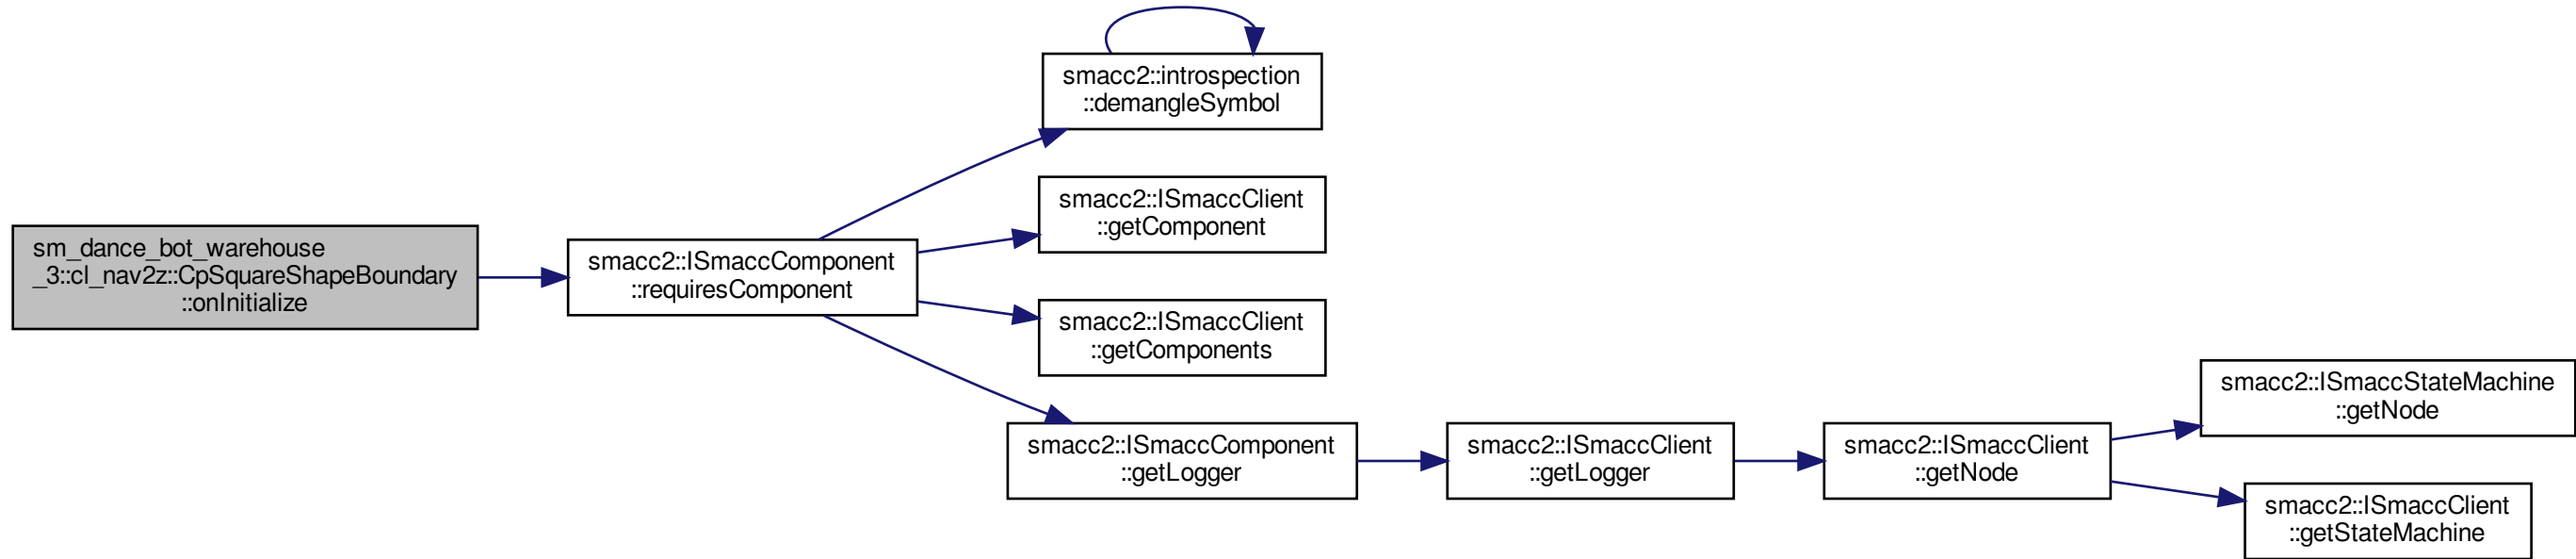 sm_dance_bot_warehouse
_3::cl_nav2z::CpSquareShapeBoundary
::onInitialize
smacc2::ISmaccComponent
::requiresComponent
smacc2::introspection
::demangleSymbol
smacc2::ISmaccClient
::getComponent
smacc2::ISmaccClient
::getComponents
smacc2::ISmaccComponent
::getLogger
smacc2::ISmaccClient
::getLogger
smacc2::ISmaccClient
::getNode
smacc2::ISmaccStateMachine
::getNode
smacc2::ISmaccClient
::getStateMachine